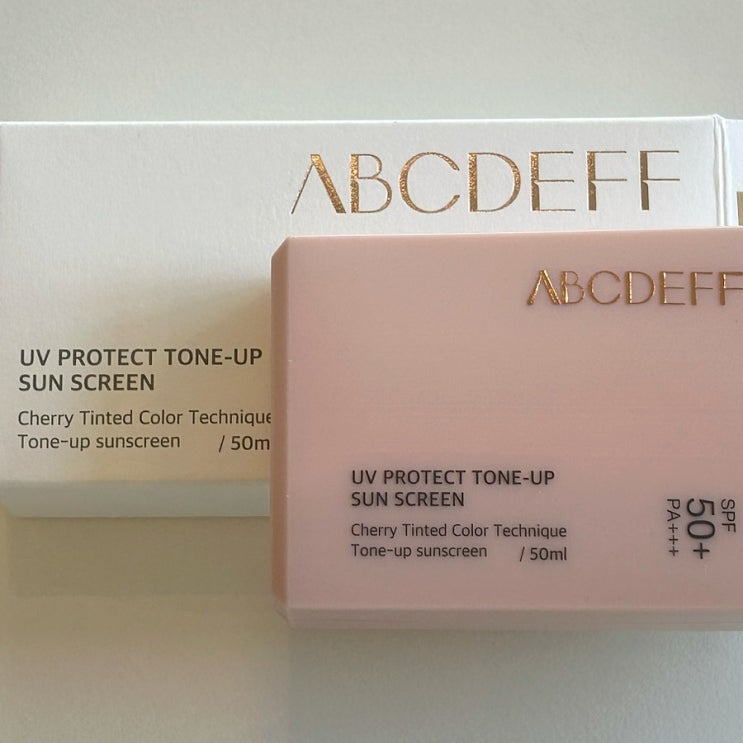 ABCDEFF
UV PROTECT TONE-UP
SUN SCREEN
Cherry Tinted Color Technique
Tone-up sunscreen / 50m
ABCDEFF
UV PROTECT TONE-UP
SUN SCREEN
Cherry Tinted Color Technique
Tone-up sunscreen / 50ml
SPF
50+
PA+++